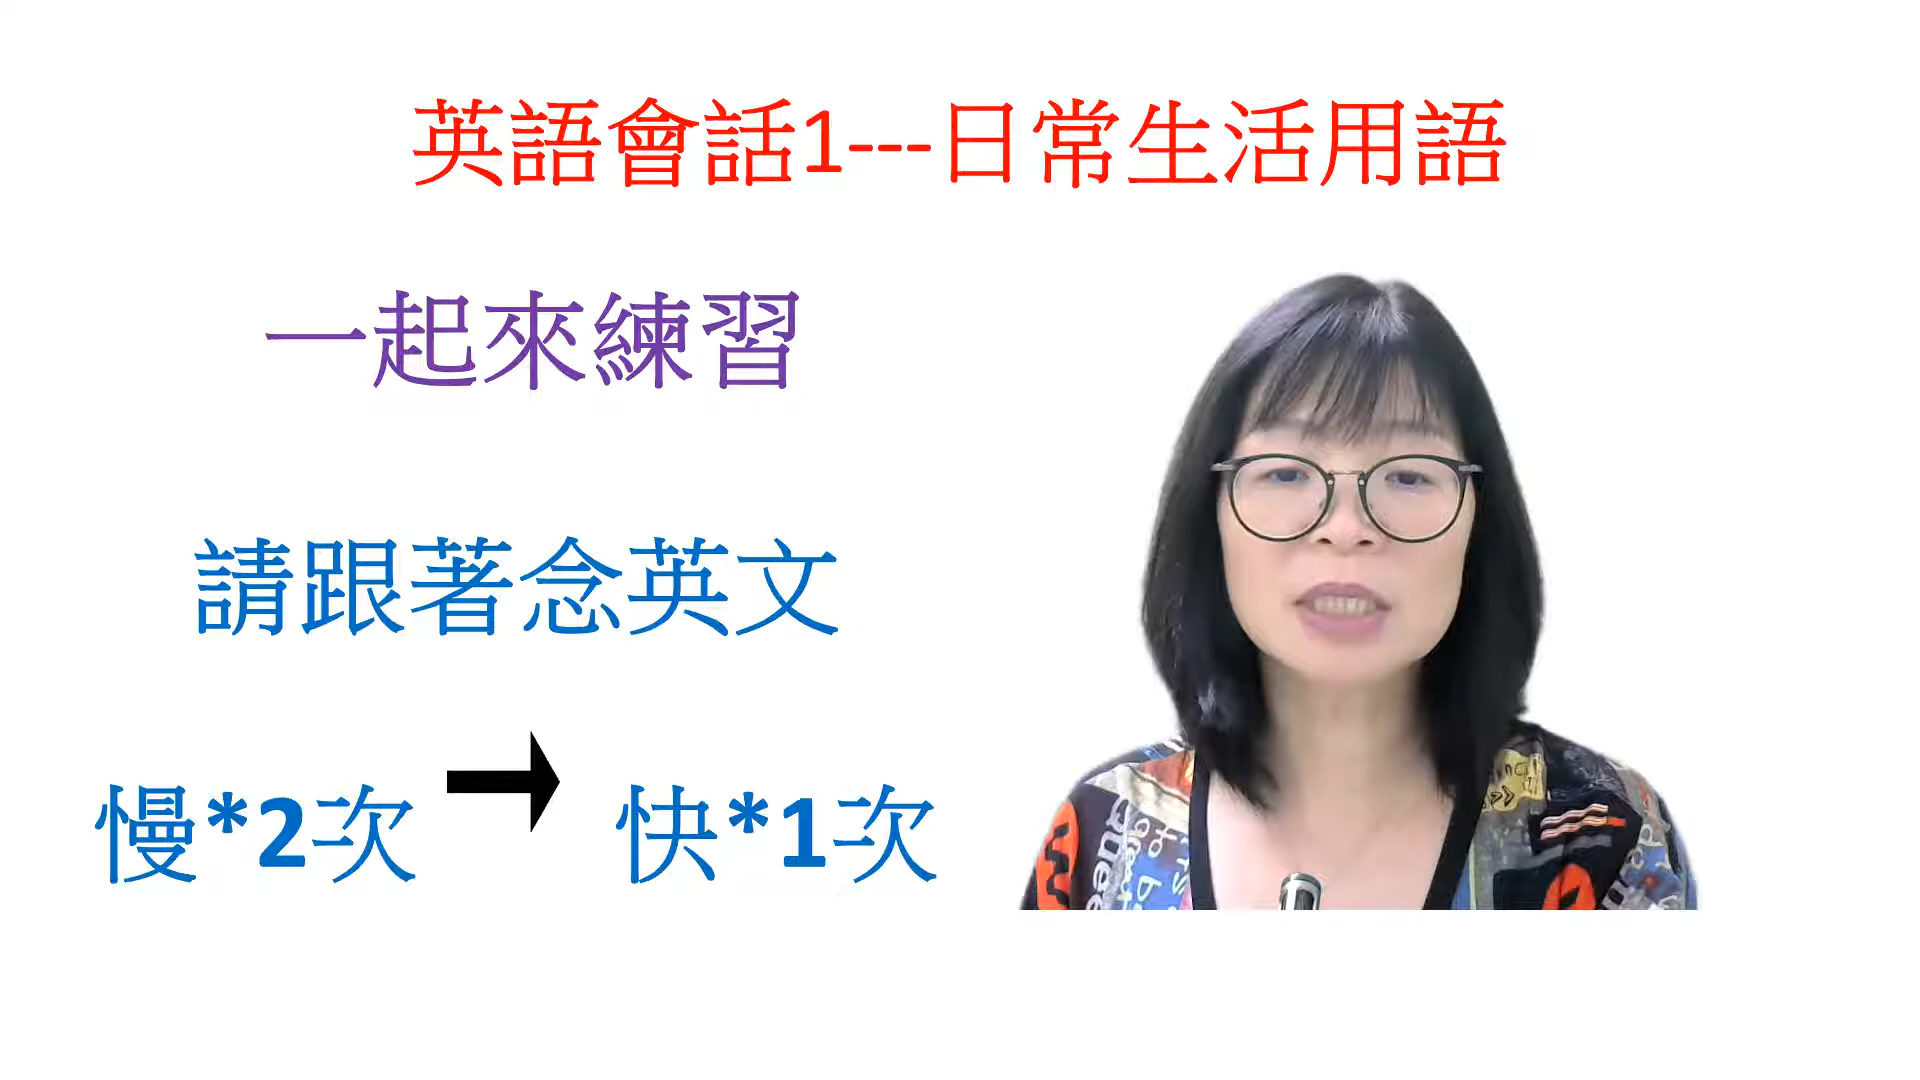 英語會話1---日常生活用語
一起來練習
請跟著念英文
慢*2次 → 快*1次